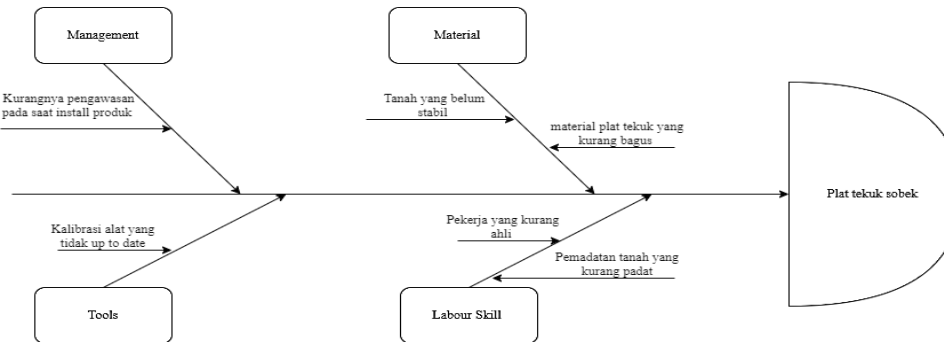 Management
Material
Kurangnya pengawasan
pada saat install produk
Tanah yang belum
stabil
material plat tekuk yang
kurang bagus
Plat tekuk sobek
Kalibrasi alat yang
tidak up to date
Pekerja yang kurang
ahli
Pemadatan tanah yang
kurang padat
Tools
Labour Skill